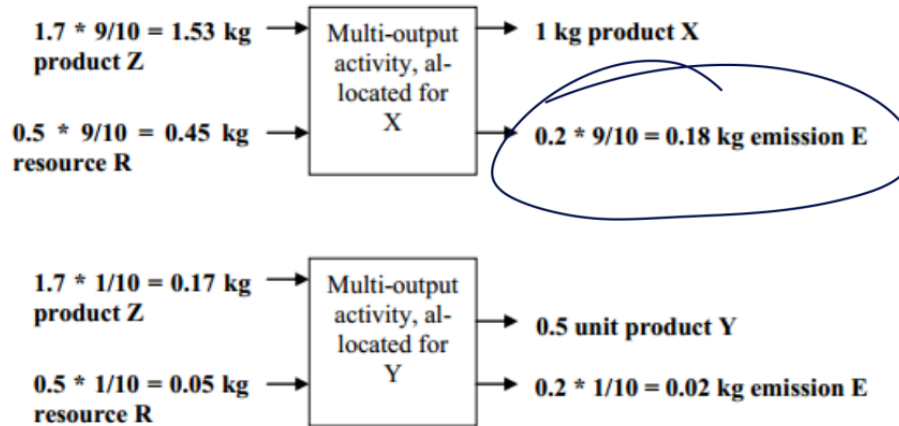 1.7 * 9/10 = 1.53 kg
product Z
0.5 * 9/10 = 0.45 kg
resource R
Multi-output
activity, al-
located for
X
1 kg product X
0.2 * 9/10 = 0.18 kg emission E
1.7 * 1/10 = 0.17 kg
product Z
0.5 * 1/10 = 0.05 kg
resource R
Multi-output
activity, al-
located for
Y
0.5 unit product Y
0.2 * 1/10 = 0.02 kg emission E